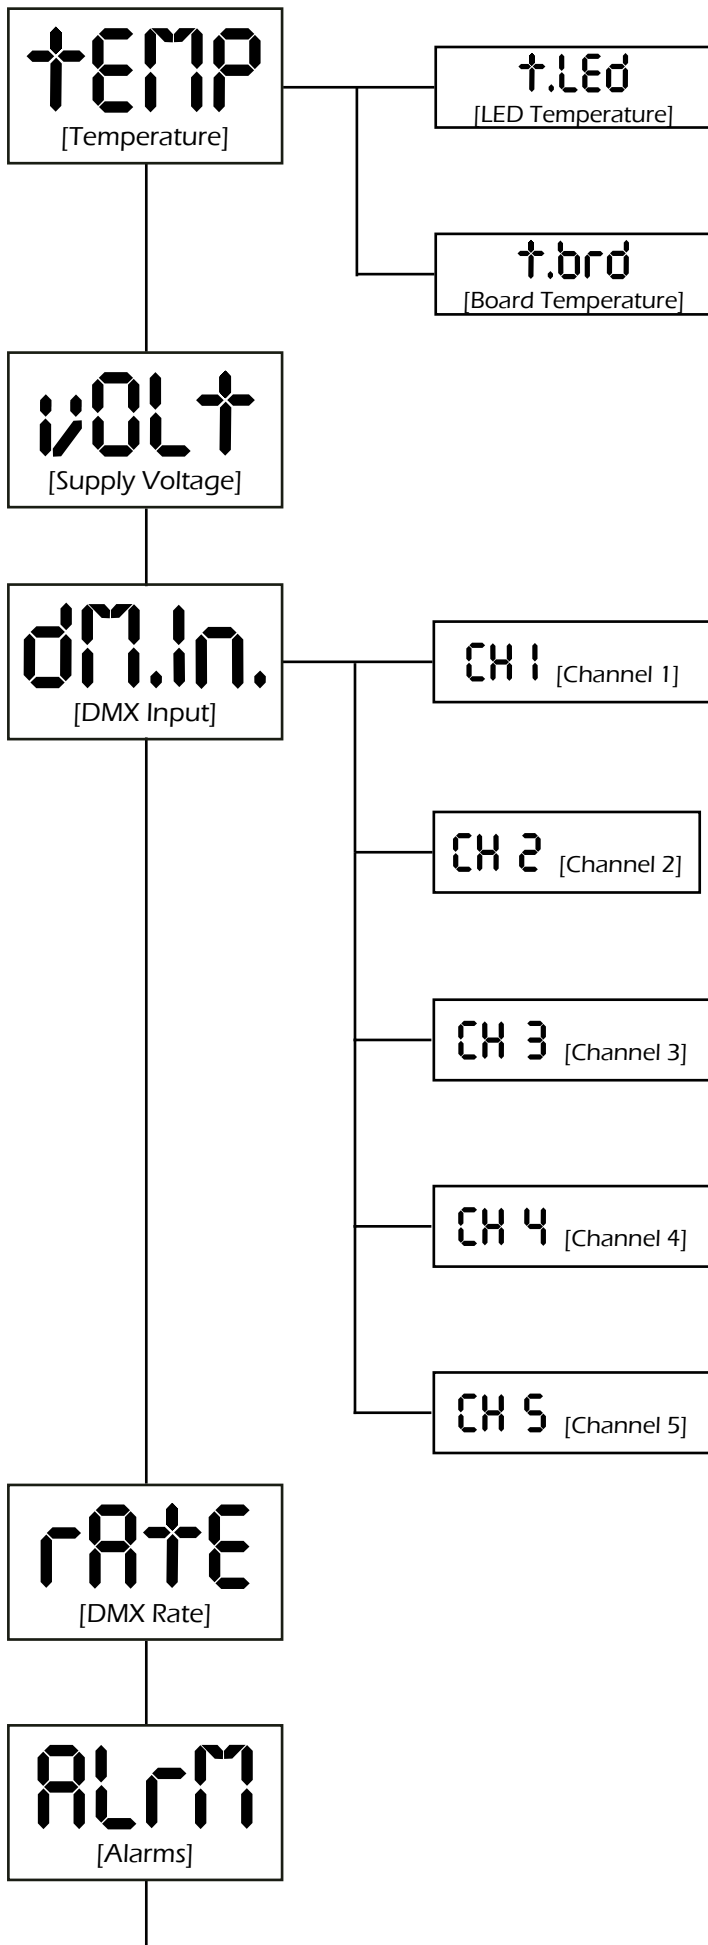 tEMP
[Temperature]
t.LEd
[LED Temperature]
t.brd
[Board Temperature]
vOLt
[Supply Voltage]
dM.In.
[DMX Input]
CH 1 [Channel 1]
CH 2 [Channel 2]
CH 3 [Channel 3]
CH 4 [Channel 4]
CH 5 [Channel 5]
rAtE
[DMX Rate]
ALrM
[Alarms]